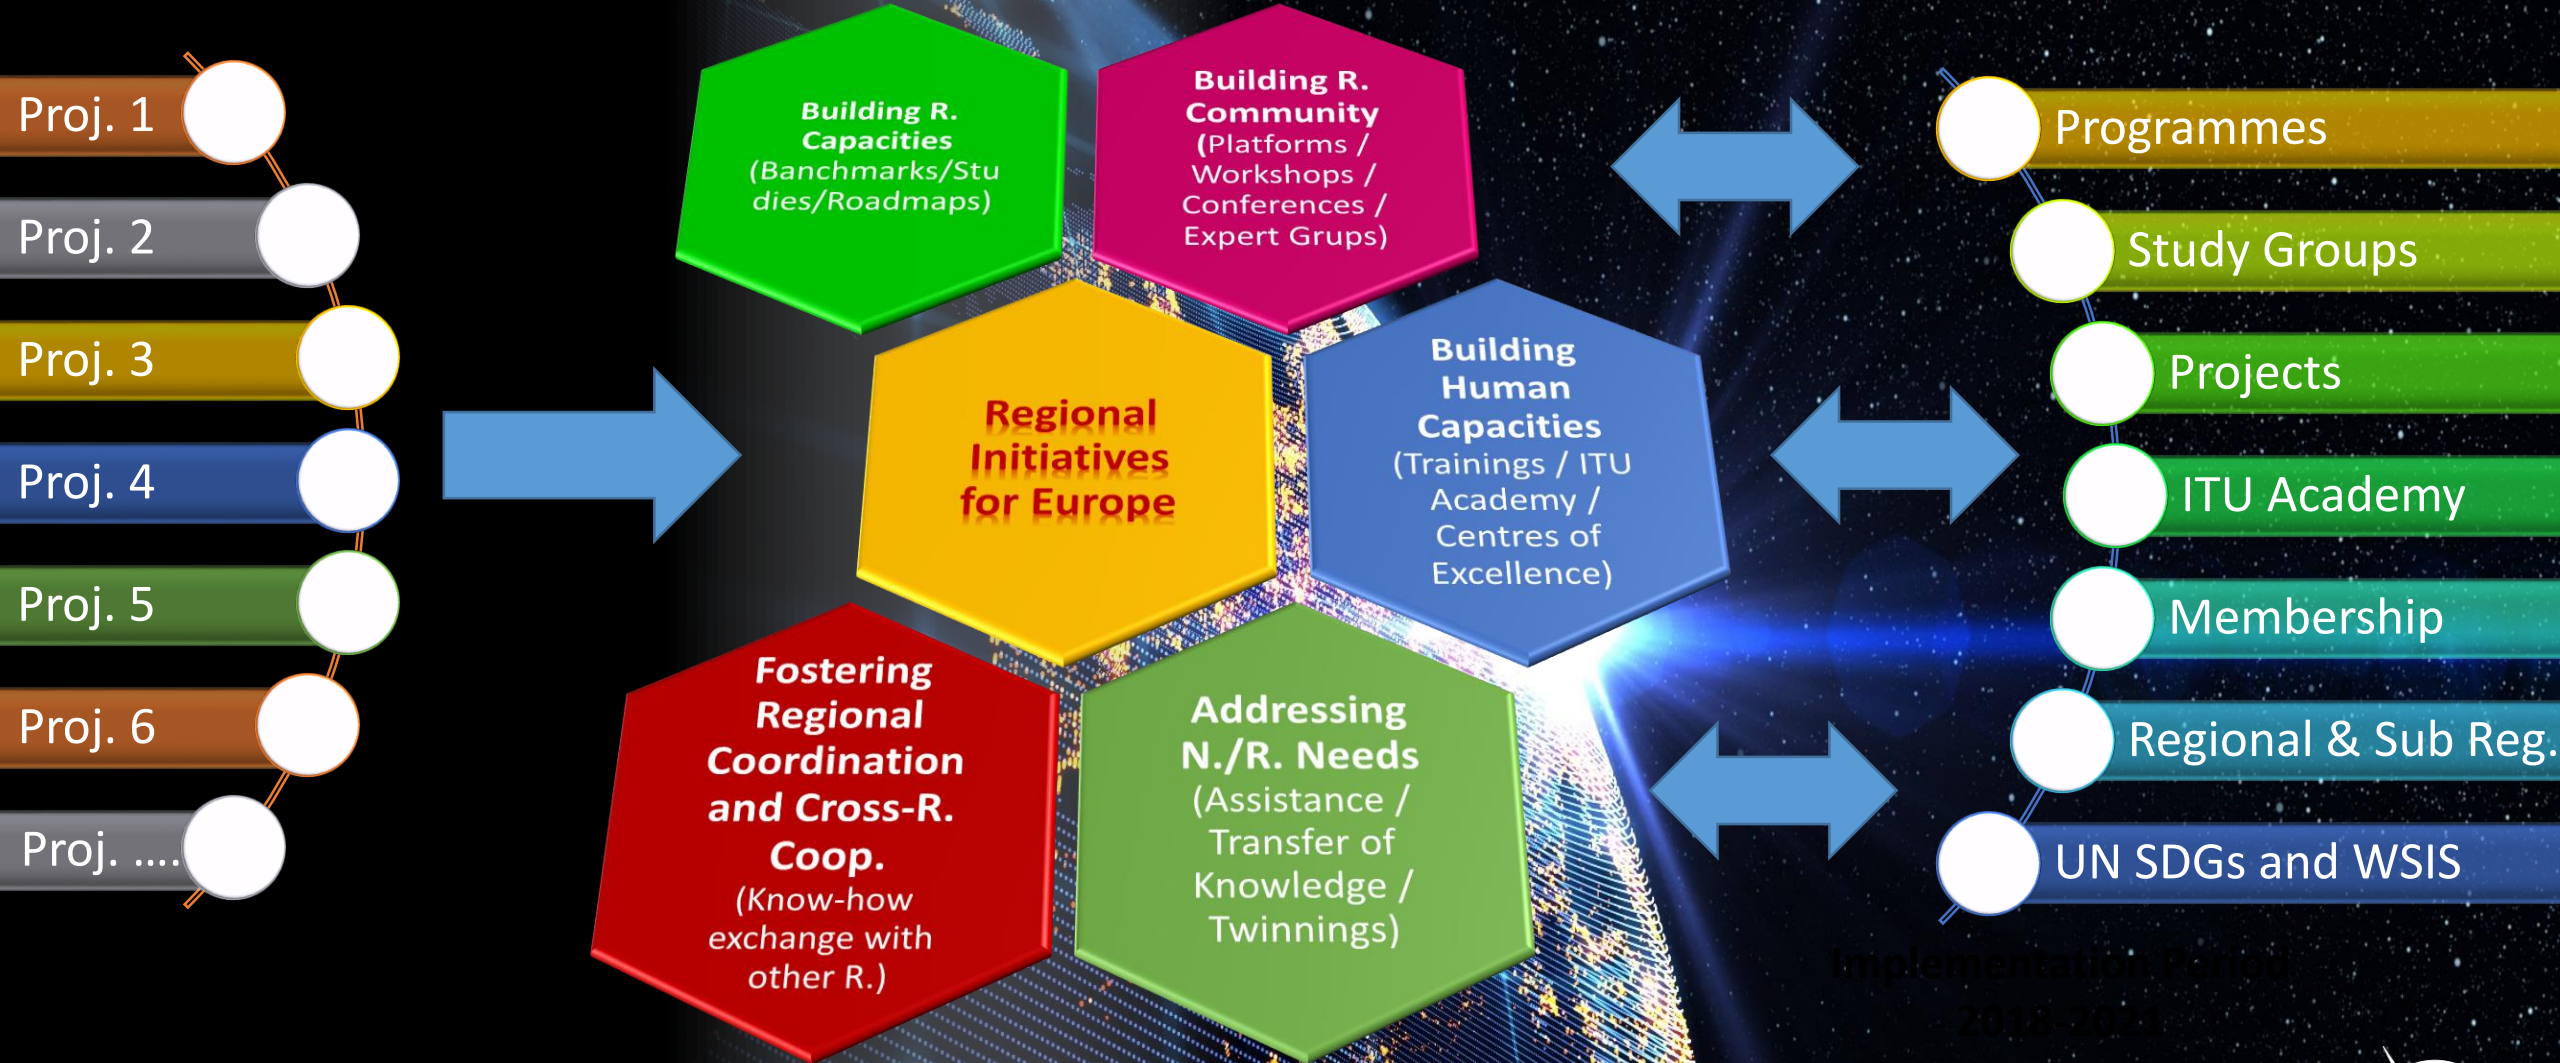 Proj. 1
Proj. 2
Proj. 3
Proj. 4
Proj. 5
Proj. 6
Proj. ....
Building R.
Capacities
(Banchmarks/Stu
dies/Roadmaps)
Building R.
Community
(Platforms /
Workshops /
Conferences /
Expert Grups)
Regional
Initiatives
for Europe
Building
Human
Capacities
(Trainings / ITU
Academy /
Centres of
Excellence)
Fostering
Regional
Coordination
and Cross-R.
Coop.
(Know-how
exchange with
other R.)
Addressing
N./R. Needs
(Assistance /
Transfer of
Knowledge /
Twinnings)
Programmes
Study Groups
Projects
ITU Academy
Membership
Regional & Sub Reg.
UN SDGs and WSIS
Implementation Period